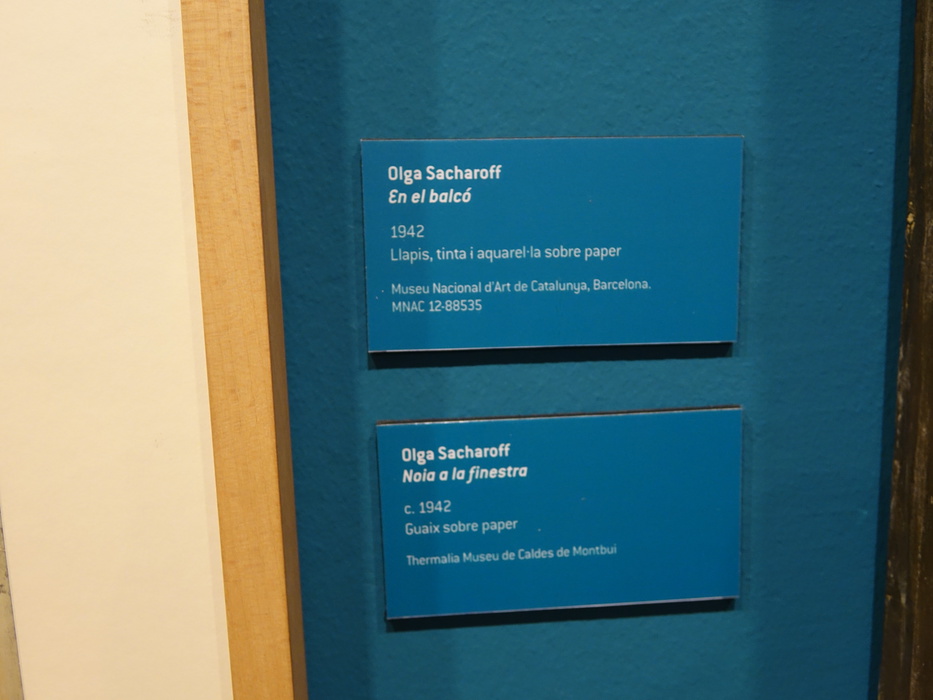 Olga Sacharoff
En el balcó
1942
Llapis, tinta i aquarel·la sobre paper
Museu Nacional d'Art de Catalunya, Barcelona.
MNAC 12-88535
Olga Sacharoff
Noia a la finestra
c. 1942
Guaix sobre paper
Thermalia Museu de Caldes de Montbui